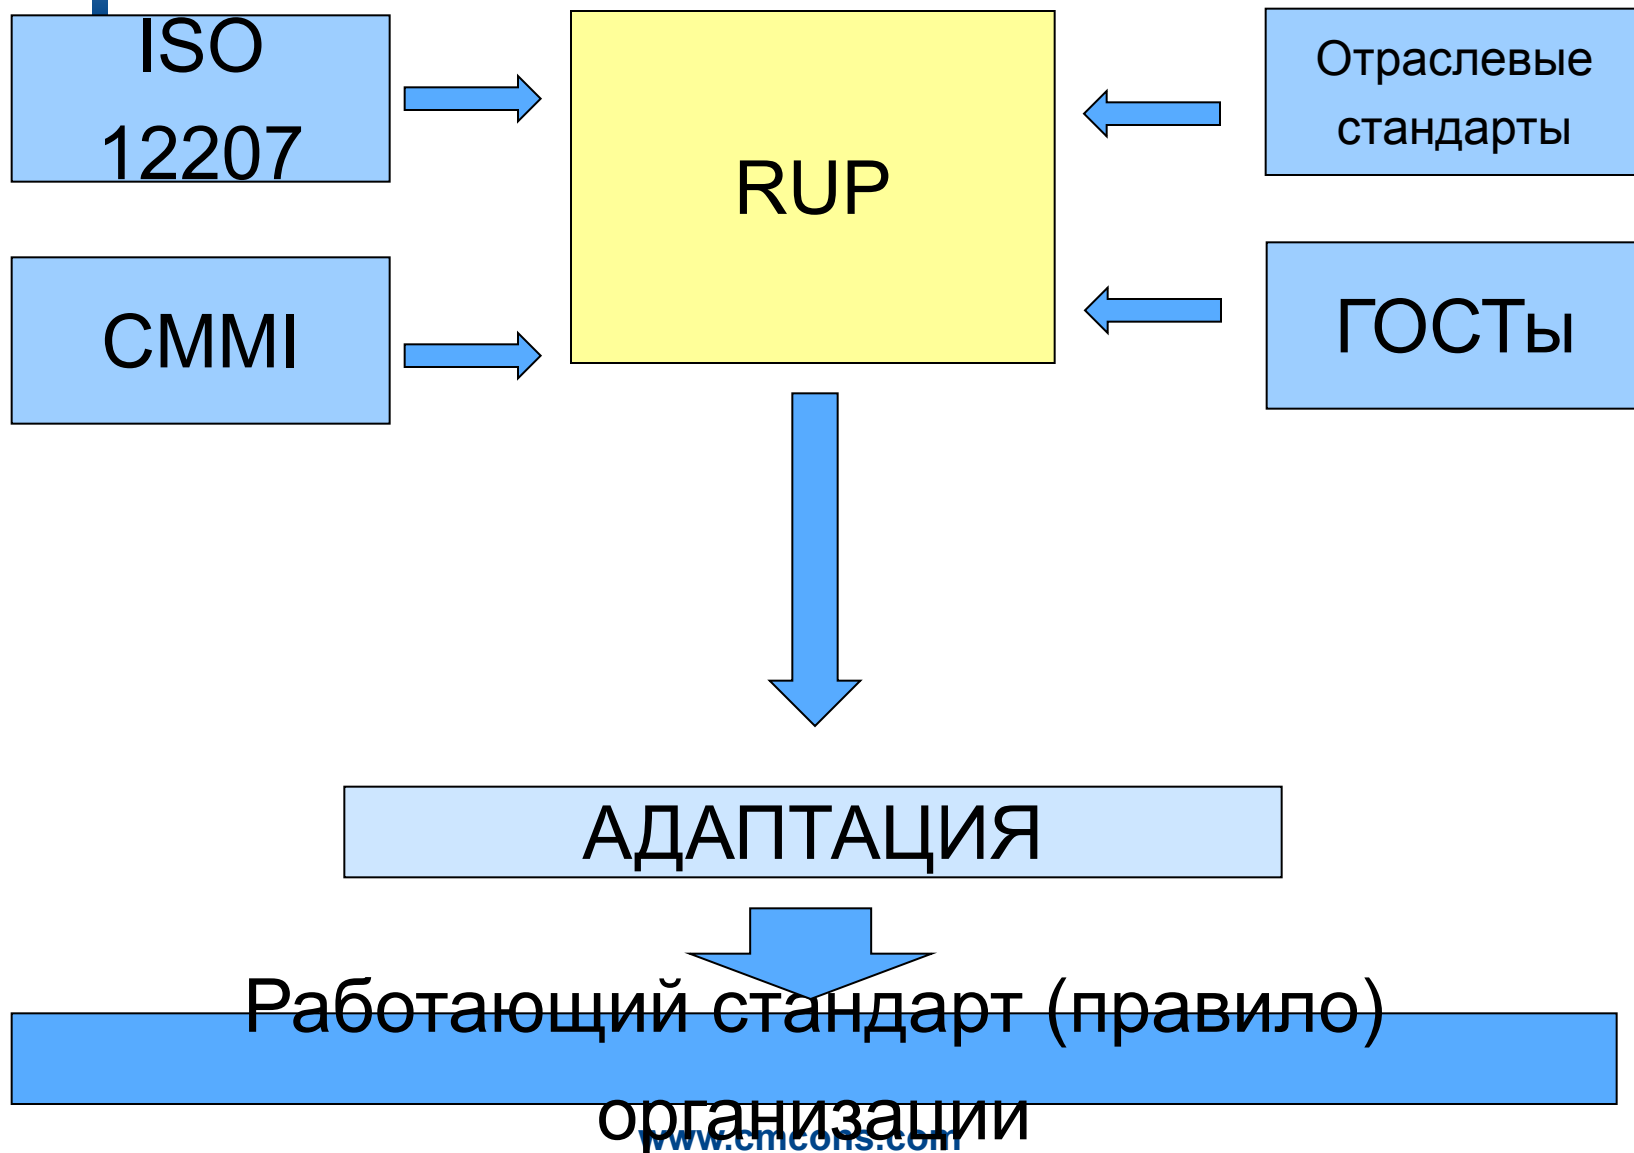 ISO
12207
RUP
Отраслевые
стандарты
CMMI
ГОСТы
АДАПТАЦИЯ
Работающий стандарт (правило)
организации
www.cmcons.com